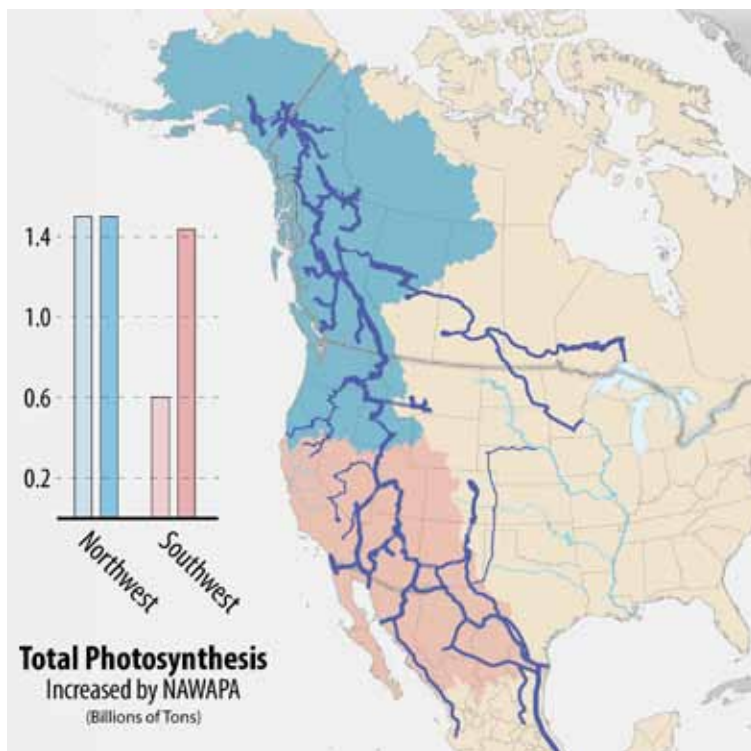 1.4
1.0
0.6
0.2
Northwest
Southwest
Total Photosynthesis
Increased by NAWAPA
(Billions of Tons)